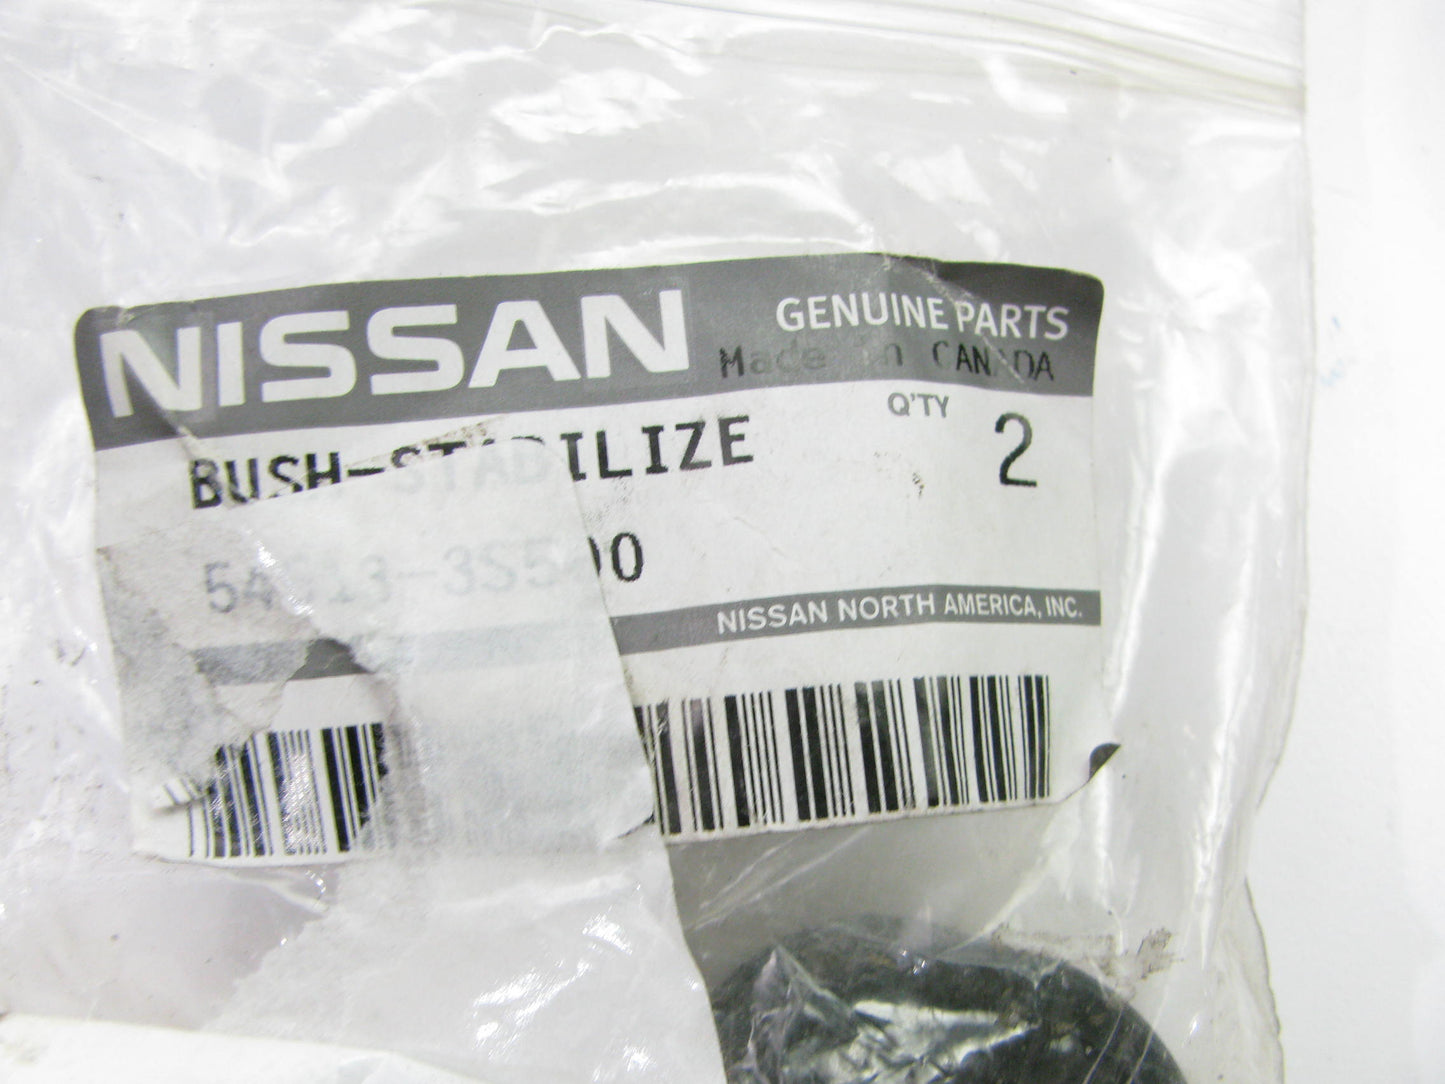 NISSAN
GENUINE PARTS
Made in CANADA
BUSH-STABILIZE
Q'TY 2
NISSAN NORTH AMERICA, INC.